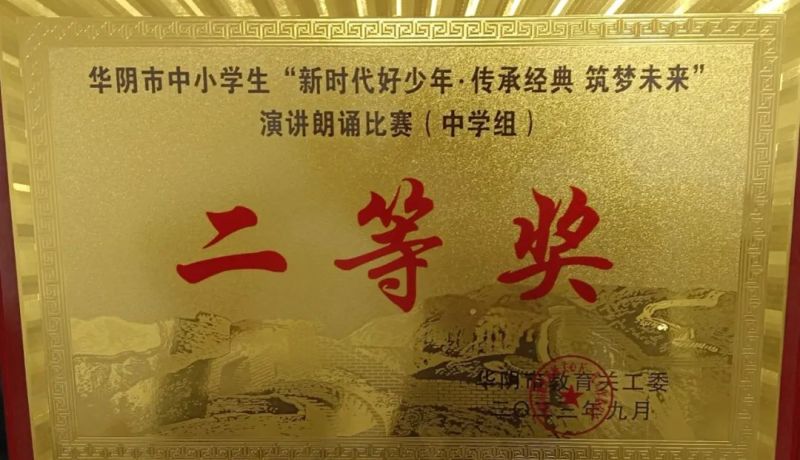 华阴市中小学生“新时代好少年·传承经典 筑梦未来”
演讲朗诵比赛（中学组）
二等奖
华阴市教育关工委
二〇二三年九月